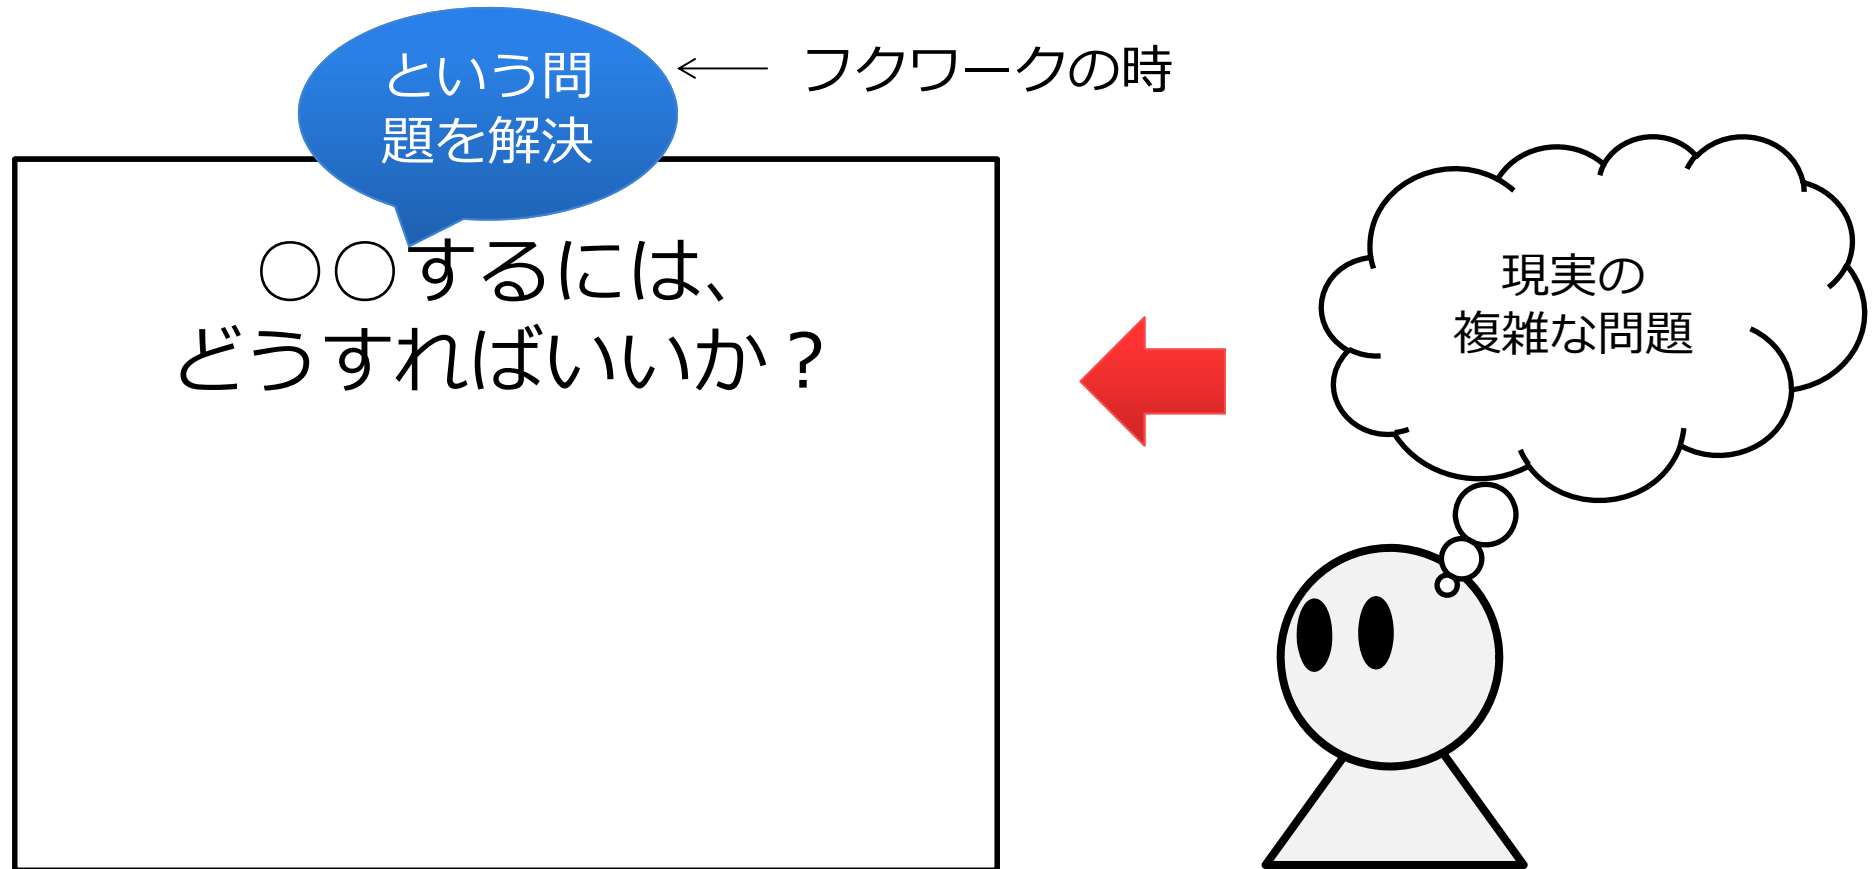 という問
題を解決
フクワークの時
○○するには、
どうすればいいか？
現実の
複雑な問題